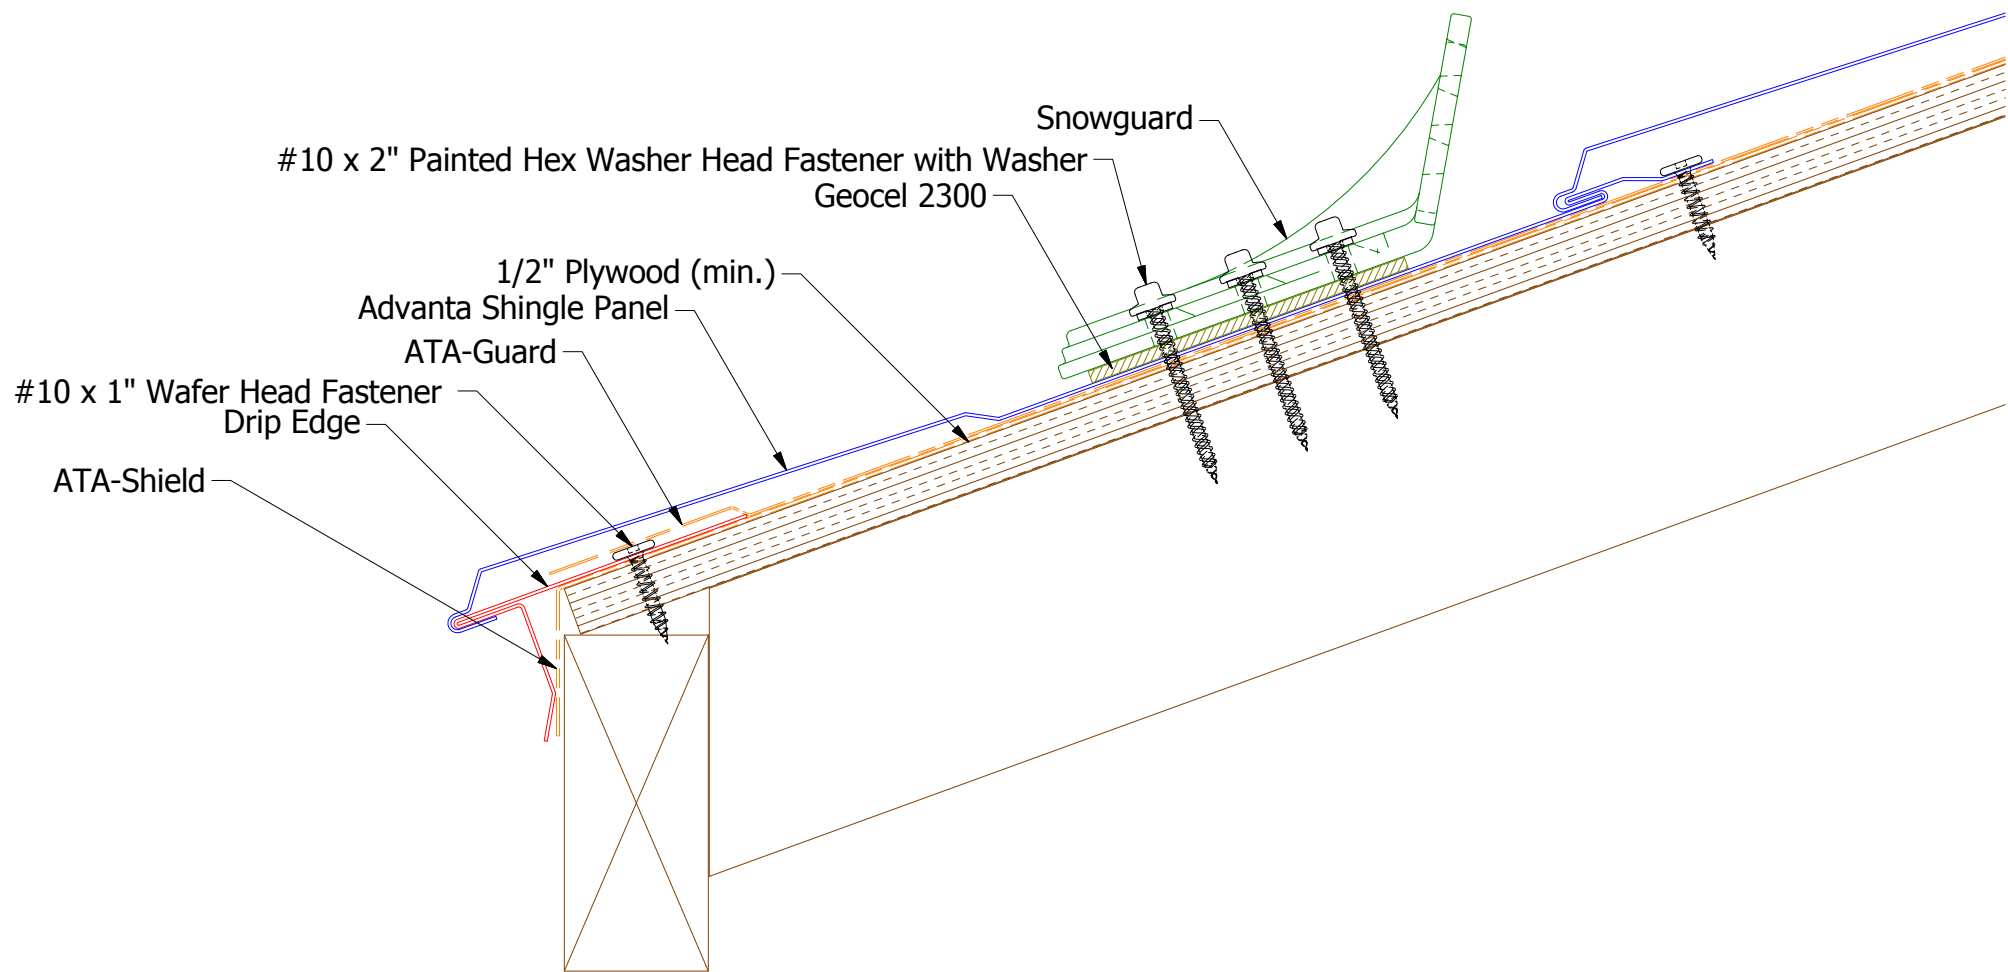 Snowguard
#10 x 2" Painted Hex Washer Head Fastener with Washer
Geocel 2300
1/2" Plywood (min.)
Advanta Shingle Panel
ATA-Guard
#10 x 1" Wafer Head Fastener
Drip Edge
ATA-Shield